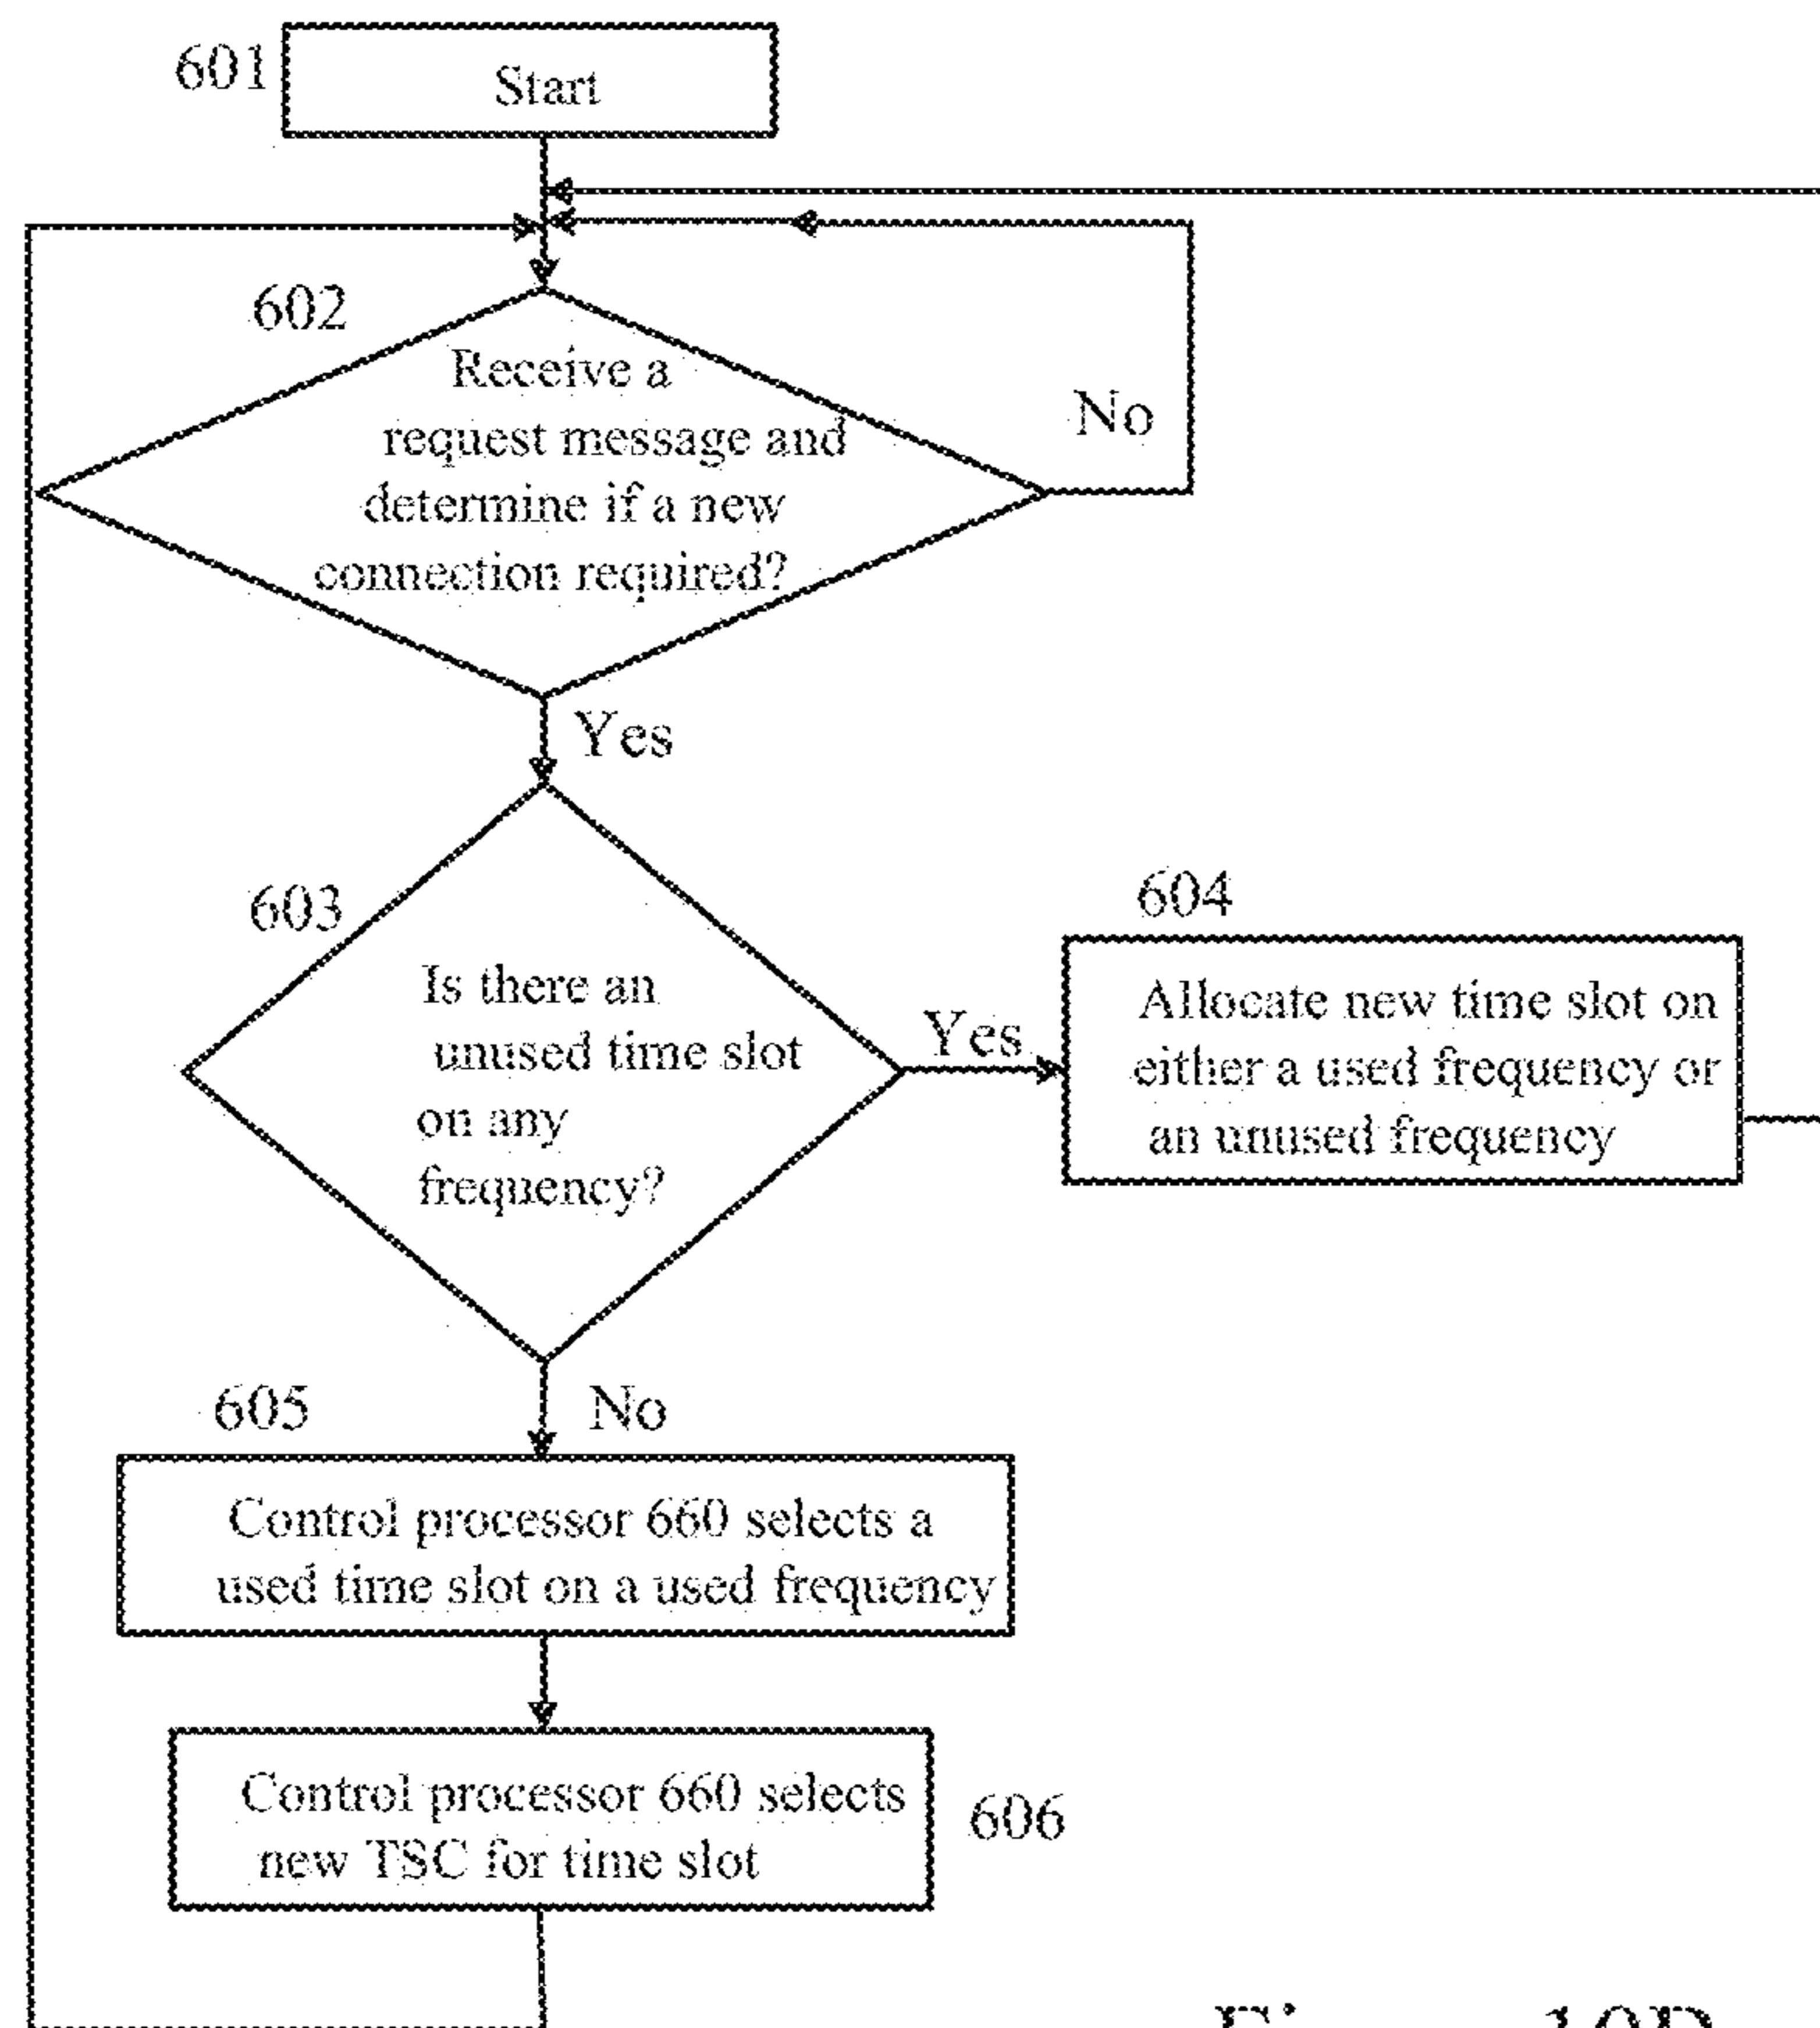 601
Start
602
Receive a
request message and
determine if a new
connection required?
No
Yes
603
Is there an
unused time slot
on any
frequency?
Yes
604
Allocate new time slot on
either a used frequency or
an unused frequency
605
No
Control processor 660 selects a
used time slot on a used frequency
Control processor 660 selects
new TSC for time slot
606